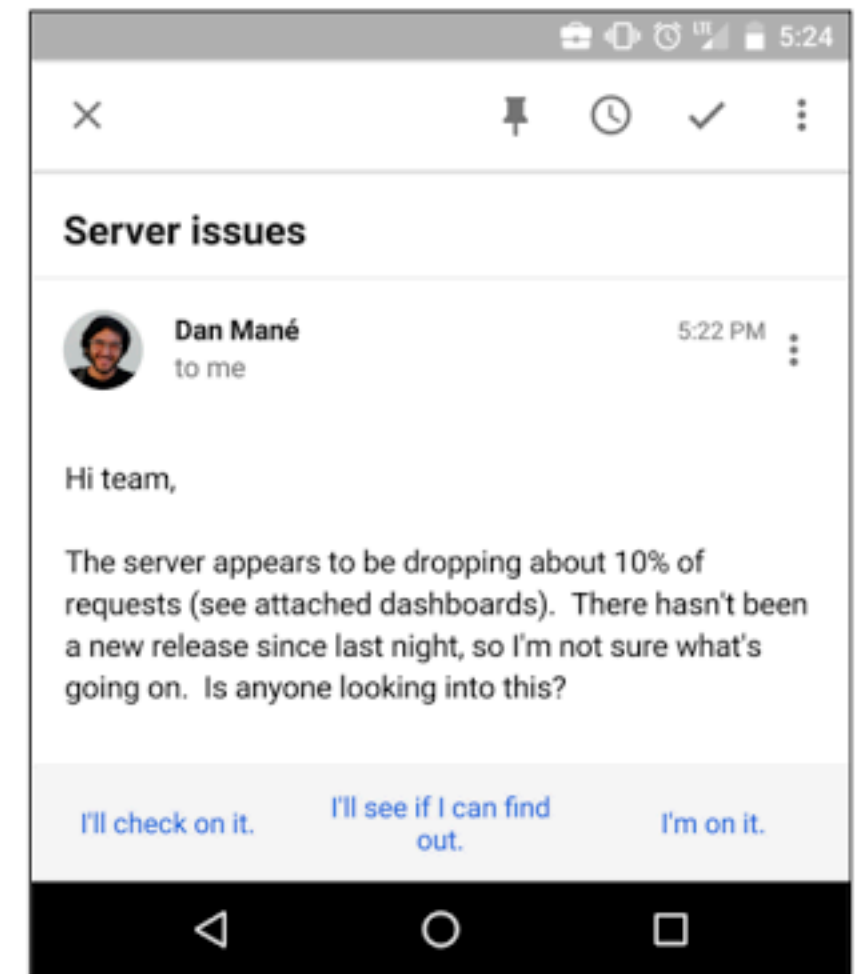 LTE 5:24
Server issues
Dan Mané 5:22 PM
to me
Hi team,
The server appears to be dropping about 10% of
requests (see attached dashboards).  There hasn't been
a new release since last night, so I'm not sure what's
going on.  Is anyone looking into this?
I'll check on it.
I'll see if I can find
out.
I'm on it.